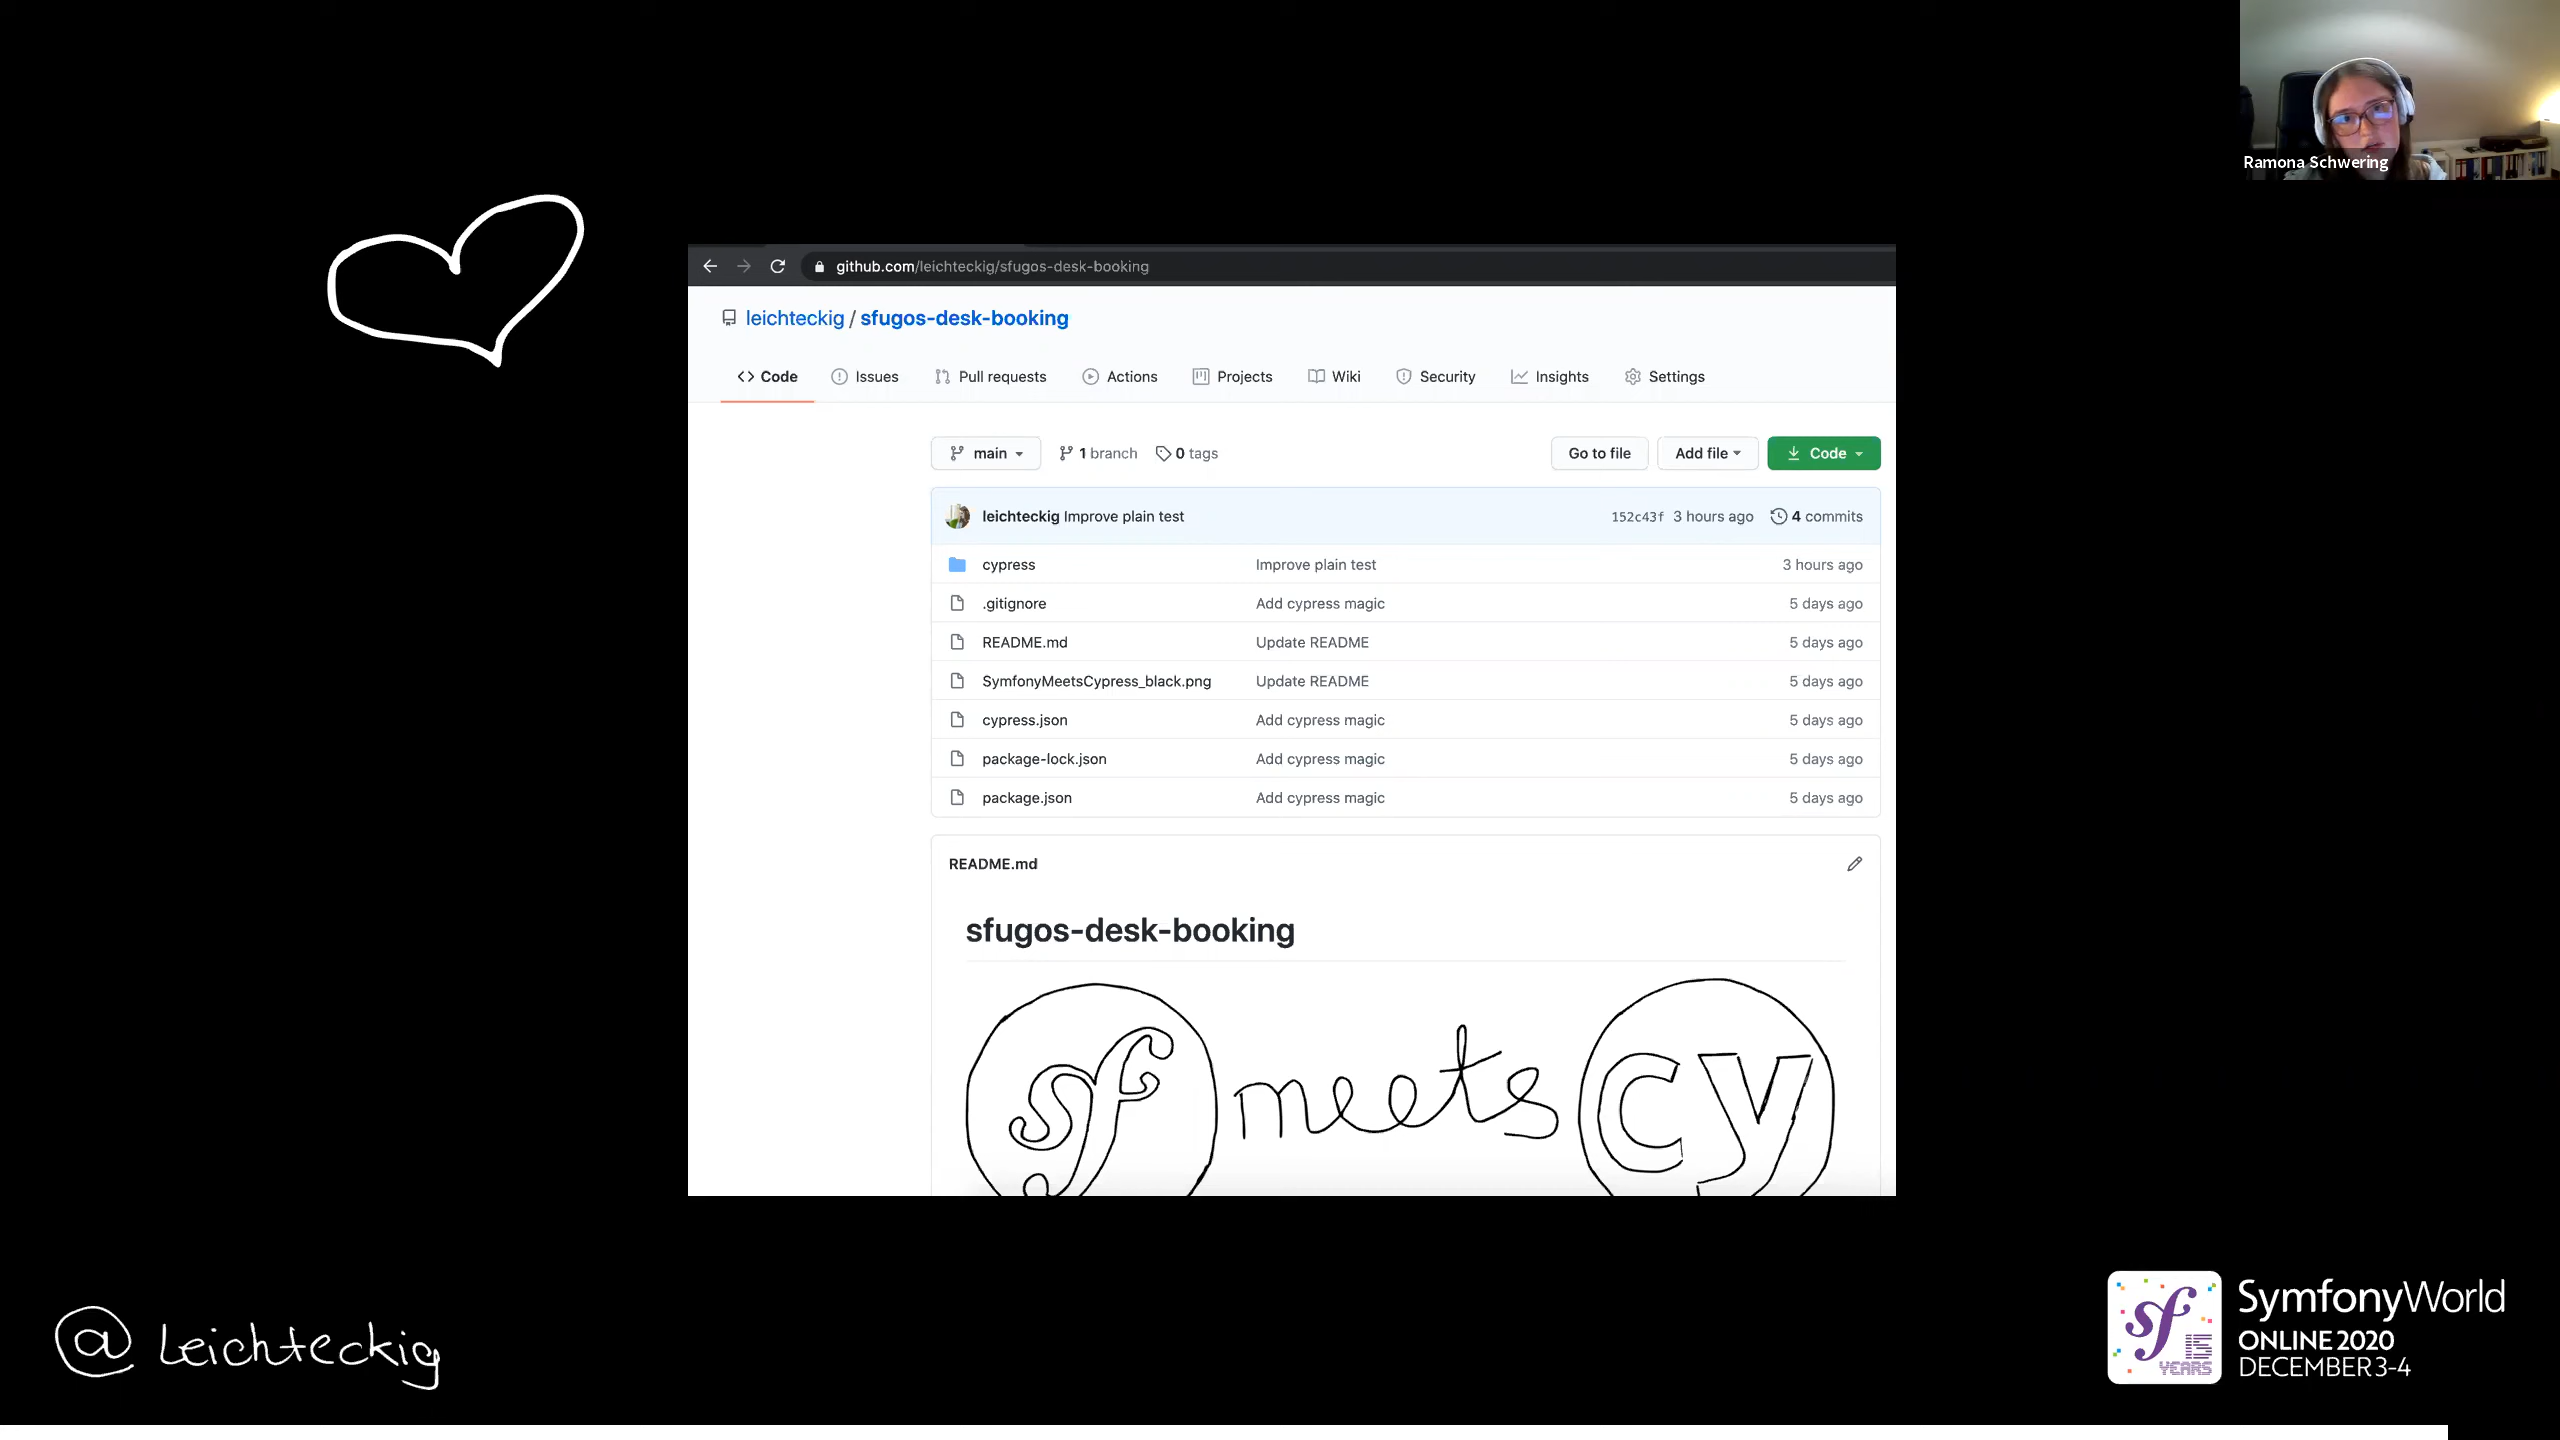 Ramona Schwering
github.com/leichteckig/sfugos-desk-booking
leichteckig / sfugos-desk-booking
Code Issues Pull requests Actions Projects Wiki Security Insights Settings
main 1 branch 0 tags Go to file Add file Code
leichteckig Improve plain test 152c43f 3 hours ago 4 commits
cypress Improve plain test 3 hours ago
.gitignore Add cypress magic 5 days ago
README.md Update README 5 days ago
SymfonyMeetsCypress_black.png Update README 5 days ago
cypress.json Add cypress magic 5 days ago
package-lock.json Add cypress magic 5 days ago
package.json Add cypress magic 5 days ago
README.md
sfugos-desk-booking
sf meets cy
@leichteckig
sf 15 YEARS
SymfonyWorld
ONLINE 2020
DECEMBER 3-4